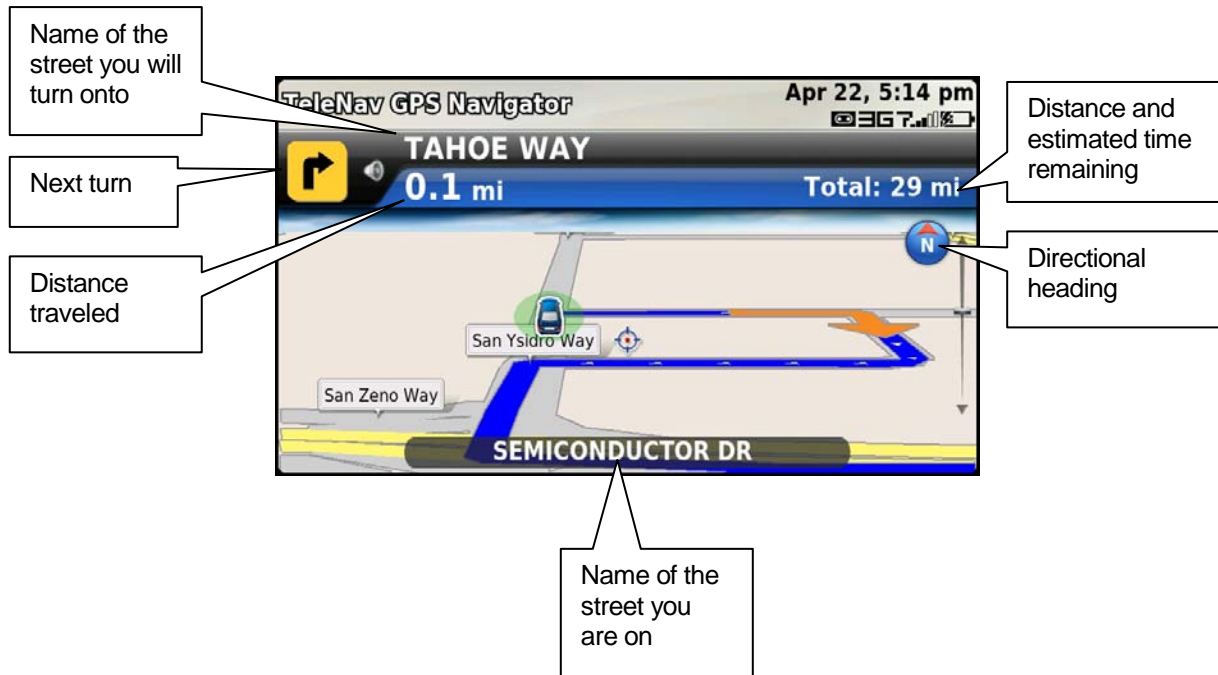 Name of the
street you will
turn onto
TeleNav GPS Navigator
Apr 22, 5:14 pm
3G
Distance and
estimated time
remaining
TAHOE WAY
Next turn
0.1 mi
Total: 29 mi
N
Directional
heading
Distance
traveled
San Ysidro Way
San Zeno Way
SEMICONDUCTOR DR
Name of the
street you
are on